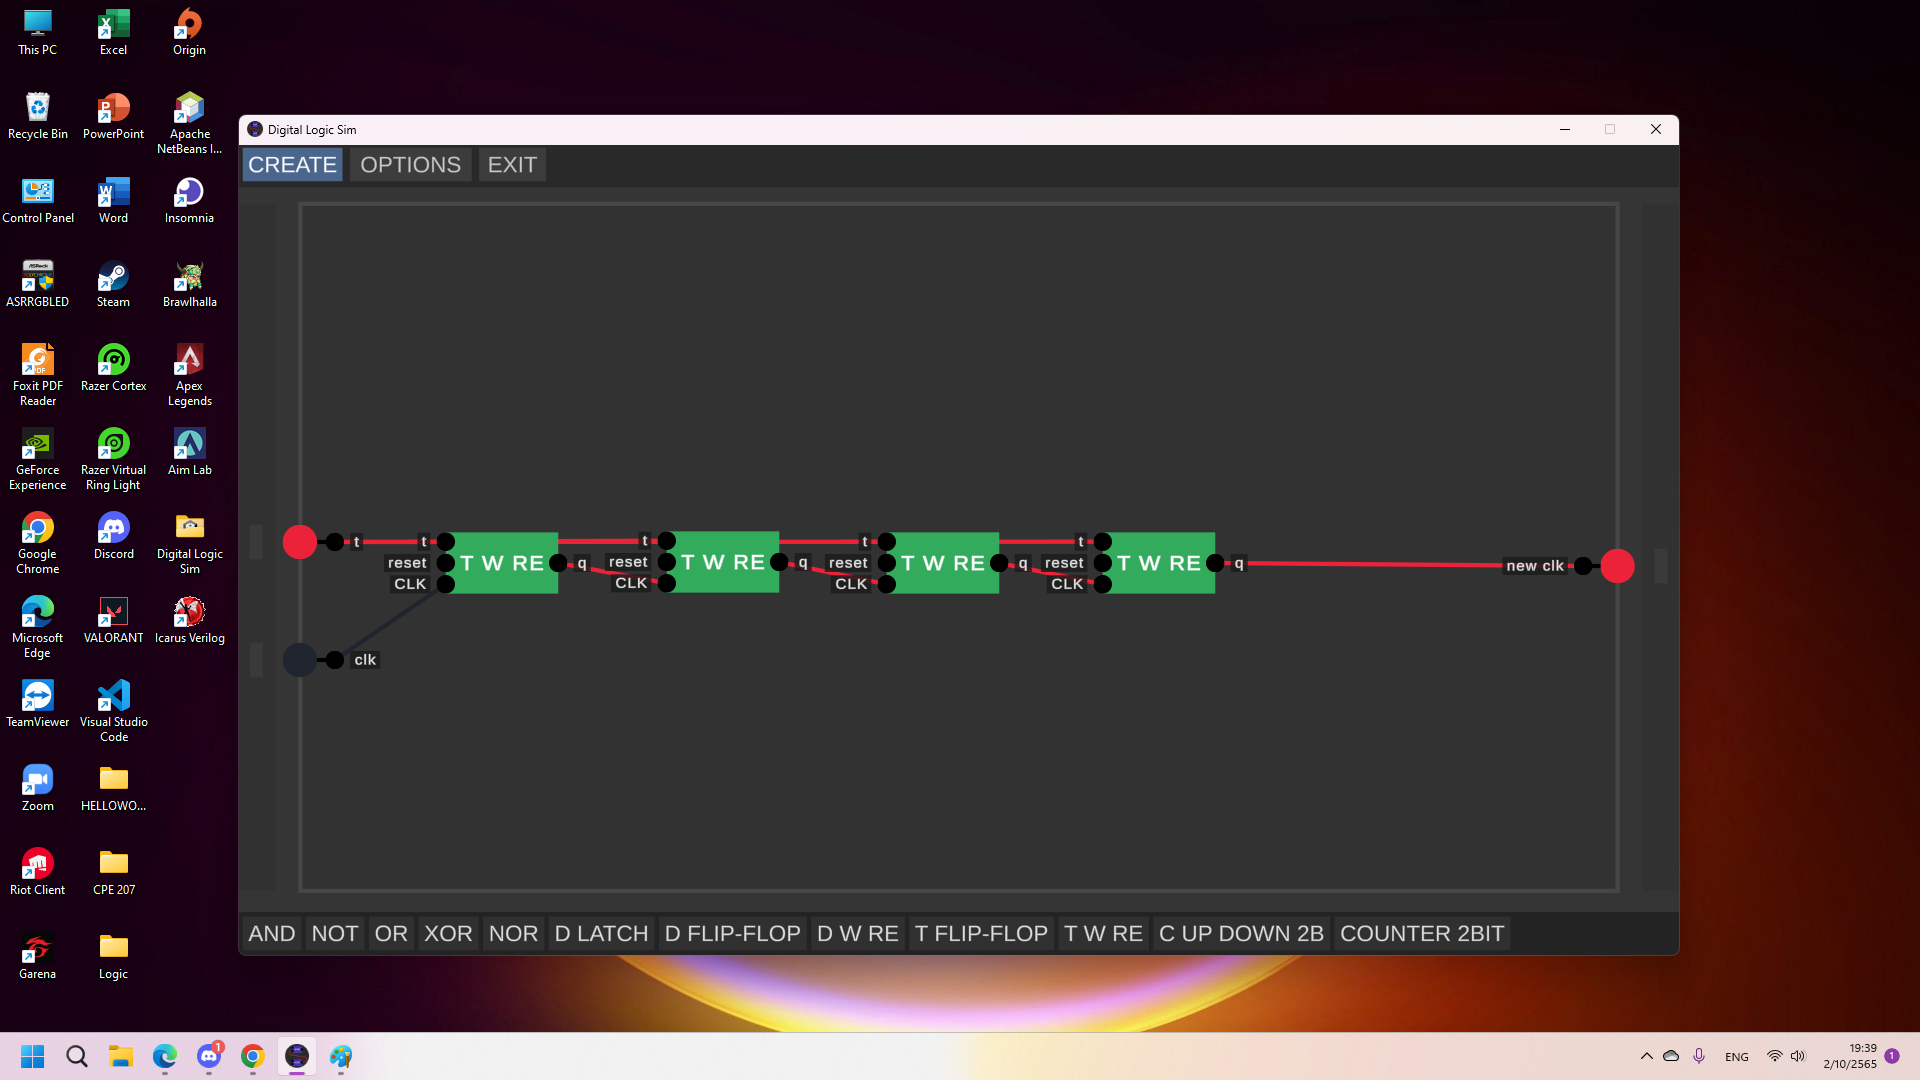 This PC
Excel
Origin
Recycle Bin
PowerPoint
Apache
NetBeans I...
Control Panel
Word
Insomnia
ASRRGBLED
Steam
Brawlhalla
Foxit PDF
Reader
Razer Cortex
Apex
Legends
GeForce
Experience
Razer Virtual
Ring Light
Aim Lab
Google
Chrome
Discord
Digital Logic
Sim
Microsoft
Edge
VALORANT
Icarus Verilog
TeamViewer
Visual Studio
Code
Zoom
HELLOWO...
Riot Client
CPE 207
Garena
Logic
Digital Logic Sim
CREATE OPTIONS EXIT
t t T W RE q t T W RE q t T W RE q t T W RE q new clk
reset reset reset reset
CLK CLK CLK CLK
clk
AND NOT OR XOR NOR D LATCH D FLIP-FLOP D W RE T FLIP-FLOP T W RE C UP DOWN 2B COUNTER 2BIT
1
ENG
19:39
2/10/2565
1